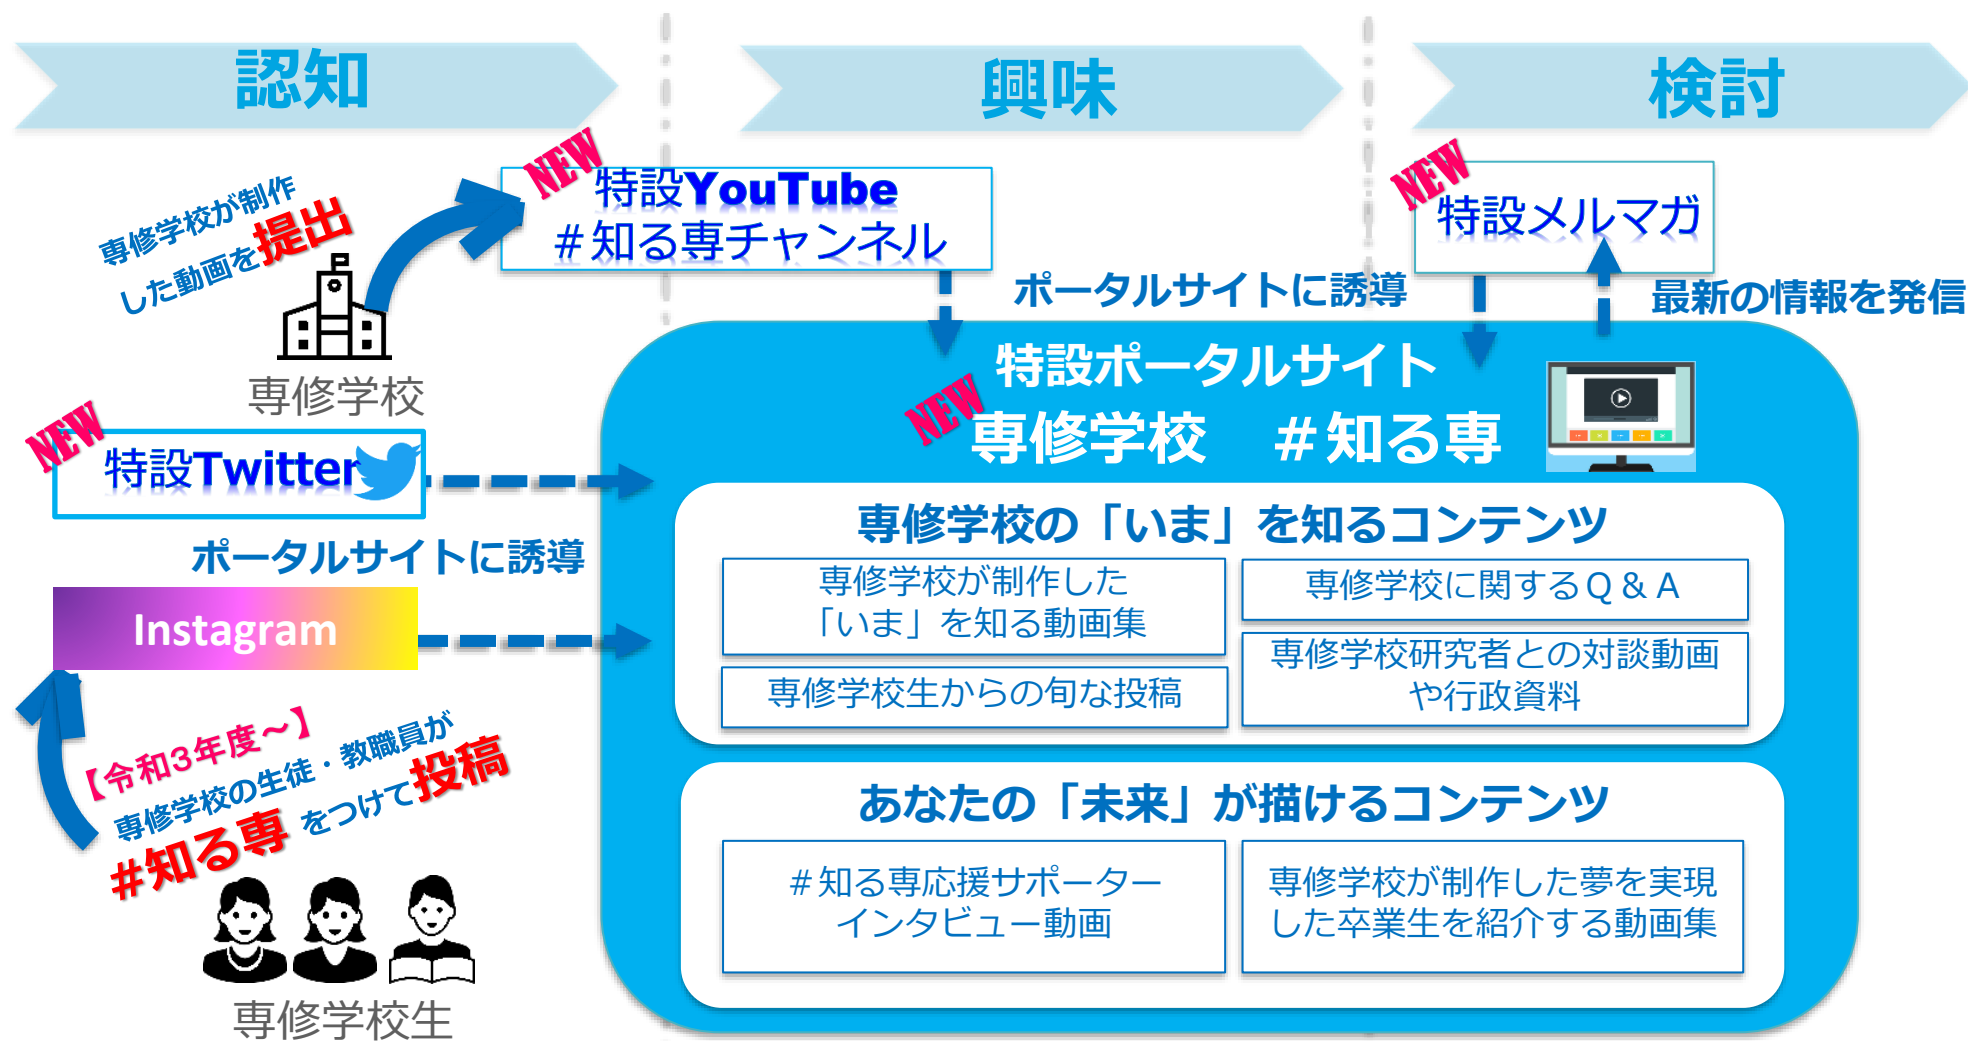 認知
興味
検討
専修学校が制作
した動画を提出
専修学校
NEW
特設YouTube
＃知る専チャンネル
NEW
特設メルマガ
ポータルサイトに誘導
最新の情報を発信
NEW
特設Twitter
ポータルサイトに誘導
Instagram
【令和3年度～】
専修学校の生徒・教職員が
#知る専 をつけて投稿
専修学校生
特設ポータルサイト
NEW
専修学校　＃知る専
専修学校の「いま」を知るコンテンツ
専修学校が制作した
「いま」を知る動画集
専修学校に関するＱ＆Ａ
専修学校生からの旬な投稿
専修学校研究者との対談動画
や行政資料
あなたの「未来」が描けるコンテンツ
＃知る専応援サポーター
インタビュー動画
専修学校が制作した夢を実現
した卒業生を紹介する動画集